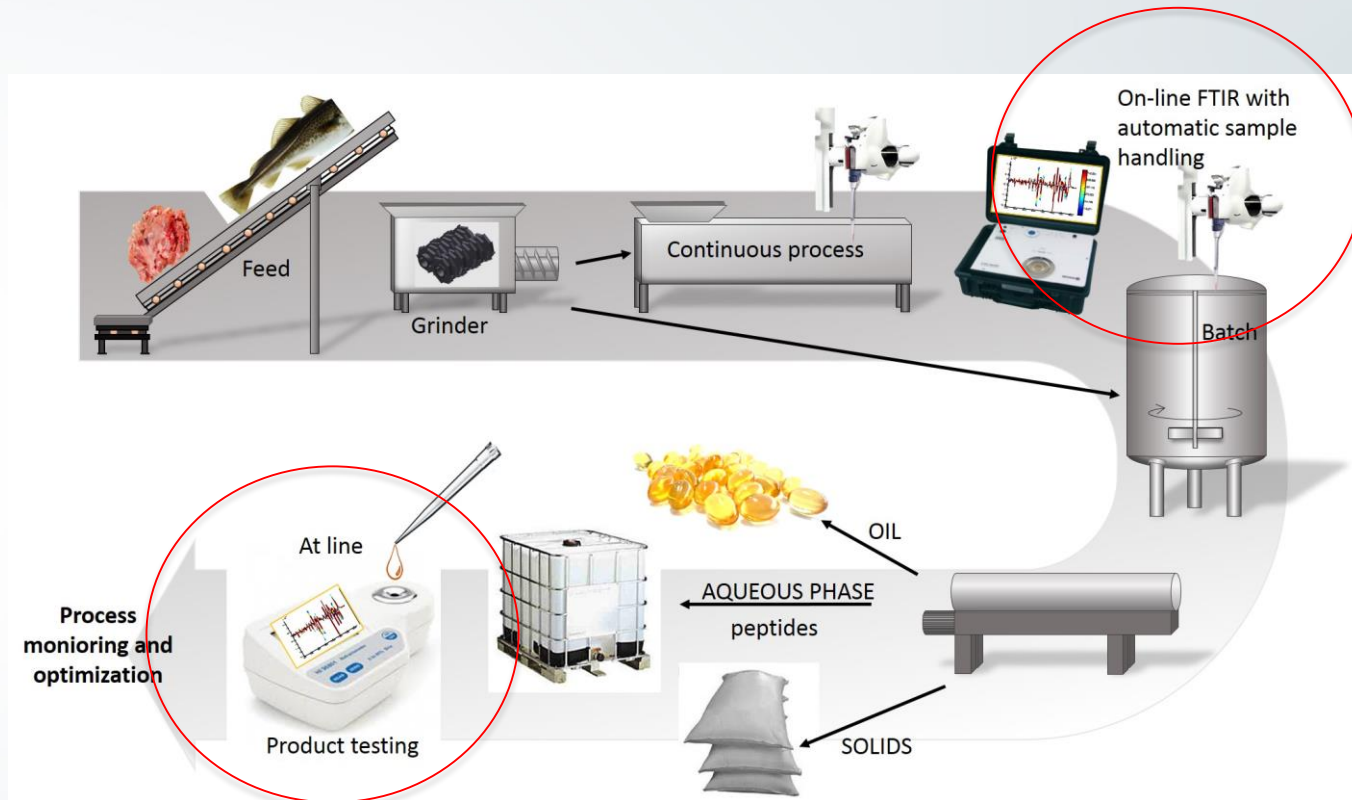 On-line FTIR with
automatic sample
handling
Feed
Grinder
Continuous process
Batch
OIL
AQUEOUS PHASE
peptides
SOLIDS
At line
Product testing
Process
monioring and
optimization